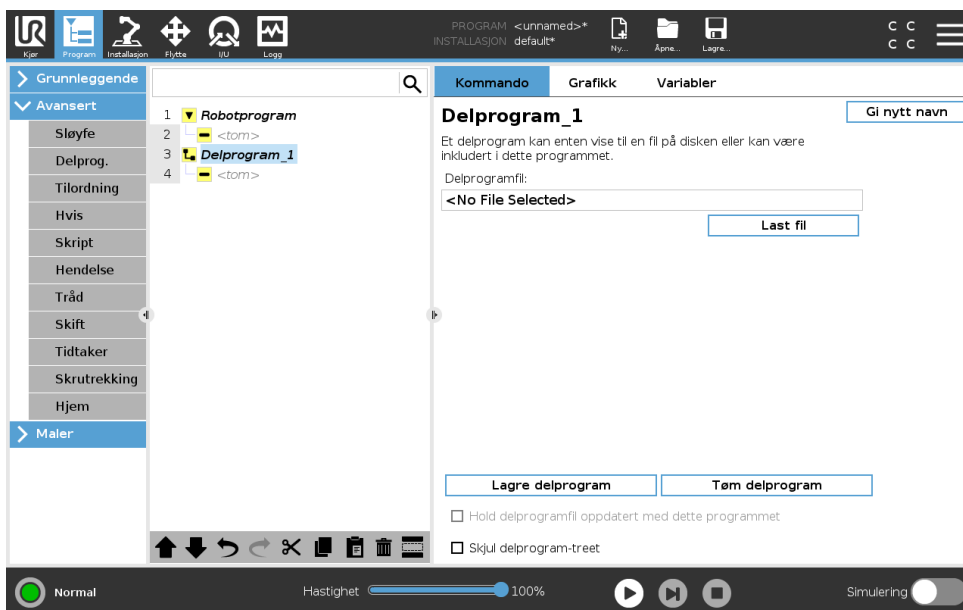 UR
Kjør
Program
Installasjon
Flytte
I/U
Logg
PROGRAM <unnamed>*
INSTALLASJON default*
Ny...
Åpne...
Lagre...
C C
C C
Grunnleggende
Avansert
Sløyfe
Delprog.
Tilordning
Hvis
Skript
Hendelse
Tråd
Skift
Tidtaker
Skrutrekking
Hjem
Maler
1 Robotprogram
2 <tom>
3 Delprogram_1
4 <tom>
Kommando Grafikk Variabler
Delprogram_1
Gi nytt navn
Et delprogram kan enten vise til en fil på disken eller kan være
inkludert i dette programmet.
Delprogramfil:
<No File Selected>
Last fil
Lagre delprogram
Tøm delprogram
Hold delprogramfil oppdatert med dette programmet
Skjul delprogram-treet
Normal
Hastighet 100%
Simulering